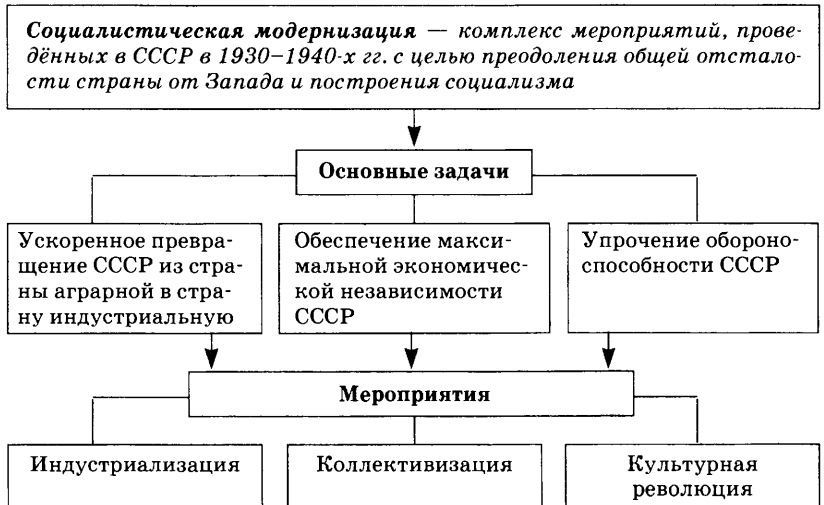 Социалистическая модернизация — комплекс мероприятий, прове-
дённых в СССР в 1930–1940-х гг. с целью преодоления общей отстало-
сти страны от Запада и построения социализма
Основные задачи
Ускоренное превра-
щение СССР из стра-
ны аграрной в стра-
ну индустриальную
Обеспечение макси-
мальной экономичес-
кой независимости
СССР
Упрочение обороно-
способности СССР
Мероприятия
Индустриализация
Коллективизация
Культурная
революция